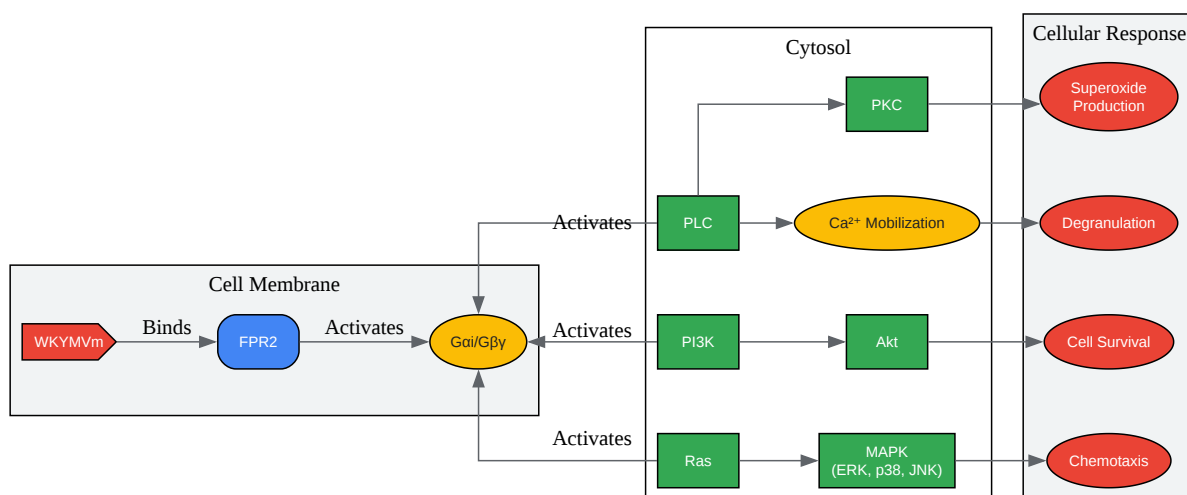 Cellular Response
Cytosol
Superoxide
Production
PKC
Activates
PLC
Ca²⁺ Mobilization
Degranulation
Cell Membrane
WKYMVm
Binds
FPR2
Activates
Gαi/Gβγ
Activates
PI3K
Akt
Cell Survival
Activates
Ras
MAPK
(ERK, p38, JNK)
Chemotaxis